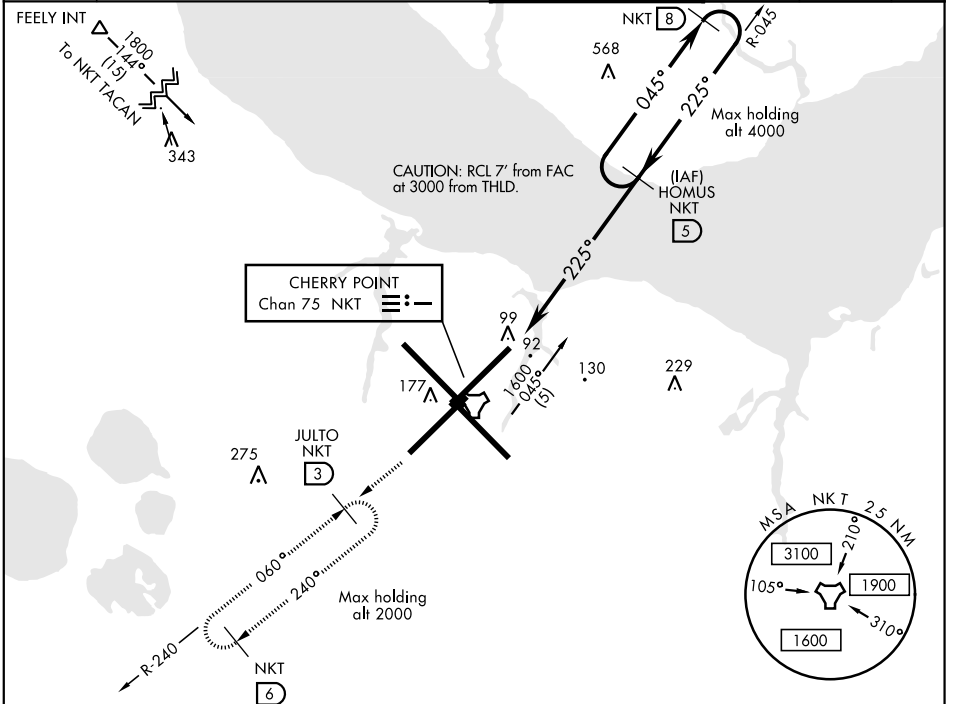 FEELY INT
1800
144°
(15)
To NKT TACAN
343
NKT 8
R-045
568
045°
225°
Max holding
alt 4000
CAUTION: RCL 7' from FAC
at 3000 from THLD.
(IAF)
HOMUS
NKT
5
225°
CHERRY POINT
Chan 75 NKT
99
92
1600
045°
(5)
130
229
177
JULTO
NKT
3
275
060°
240°
Max holding
alt 2000
R-240
NKT
6
MSA NKT 25 NM
3100
210°
105°
1900
310°
1600